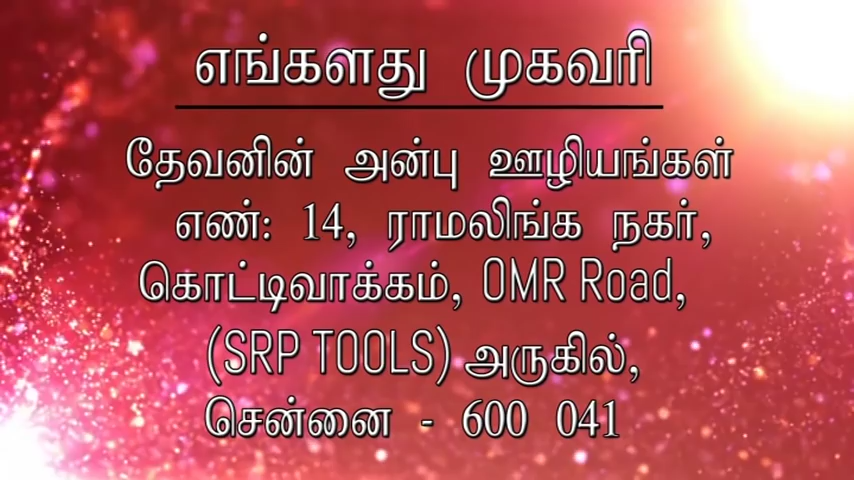 எங்களது முகவரி
தேவனின் அன்பு ஊழியங்கள்
எண்: 14, ராமலிங்க நகர்,
கொட்டிவாக்கம், OMR Road,
(SRP TOOLS) அருகில்,
சென்னை - 600 041